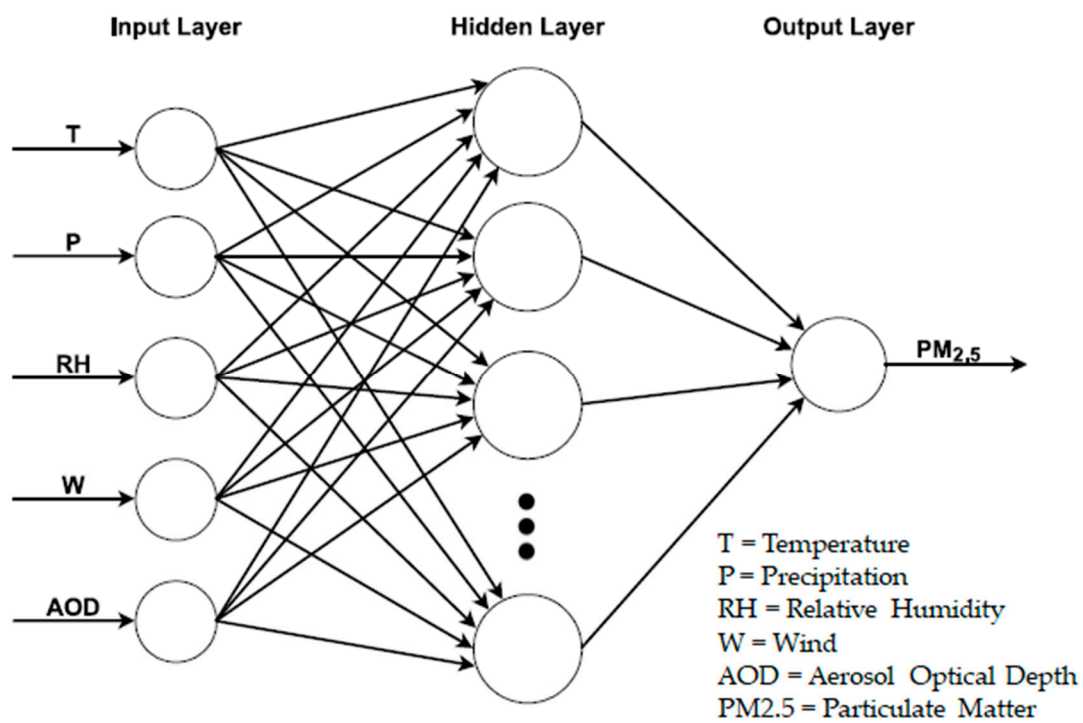 Input Layer
Hidden Layer
Output Layer
T
P
RH
W
AOD
PM2,5
T = Temperature
P = Precipitation
RH = Relative Humidity
W = Wind
AOD = Aerosol Optical Depth
PM2.5 = Particulate Matter